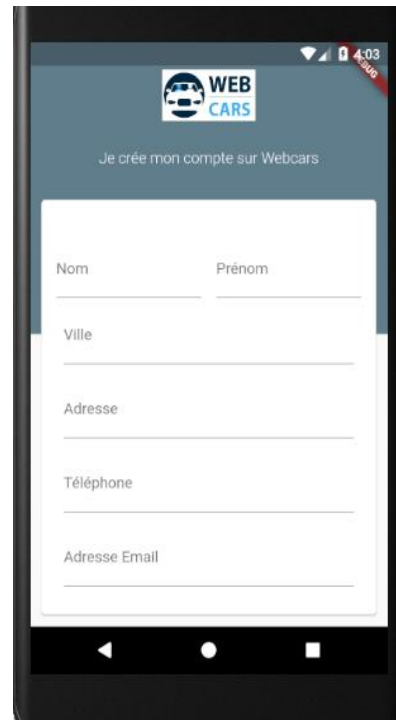 4:03
DEBUG
WEB
CARS
Je crée mon compte sur Webcars
Nom Prénom
Ville
Adresse
Téléphone
Adresse Email